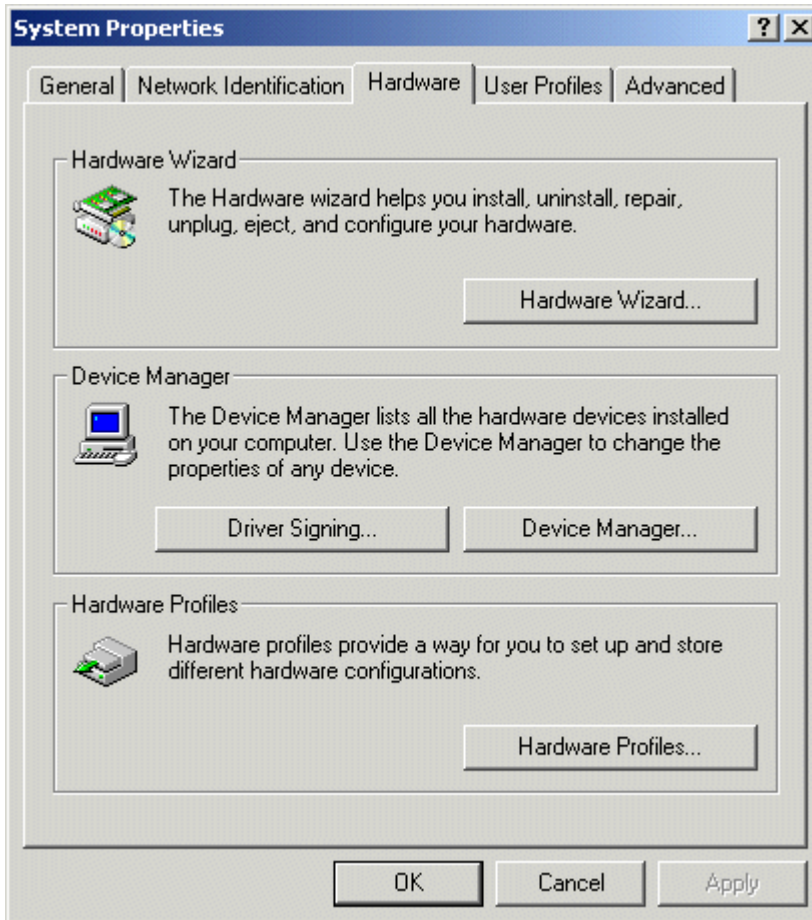 System Properties
General
Network Identification
Hardware
User Profiles
Advanced
Hardware Wizard
The Hardware wizard helps you install, uninstall, repair,
unplug, eject, and configure your hardware.
Hardware Wizard...
Device Manager
The Device Manager lists all the hardware devices installed
on your computer. Use the Device Manager to change the
properties of any device.
Driver Signing...
Device Manager...
Hardware Profiles
Hardware profiles provide a way for you to set up and store
different hardware configurations.
Hardware Profiles...
OK
Cancel
Apply